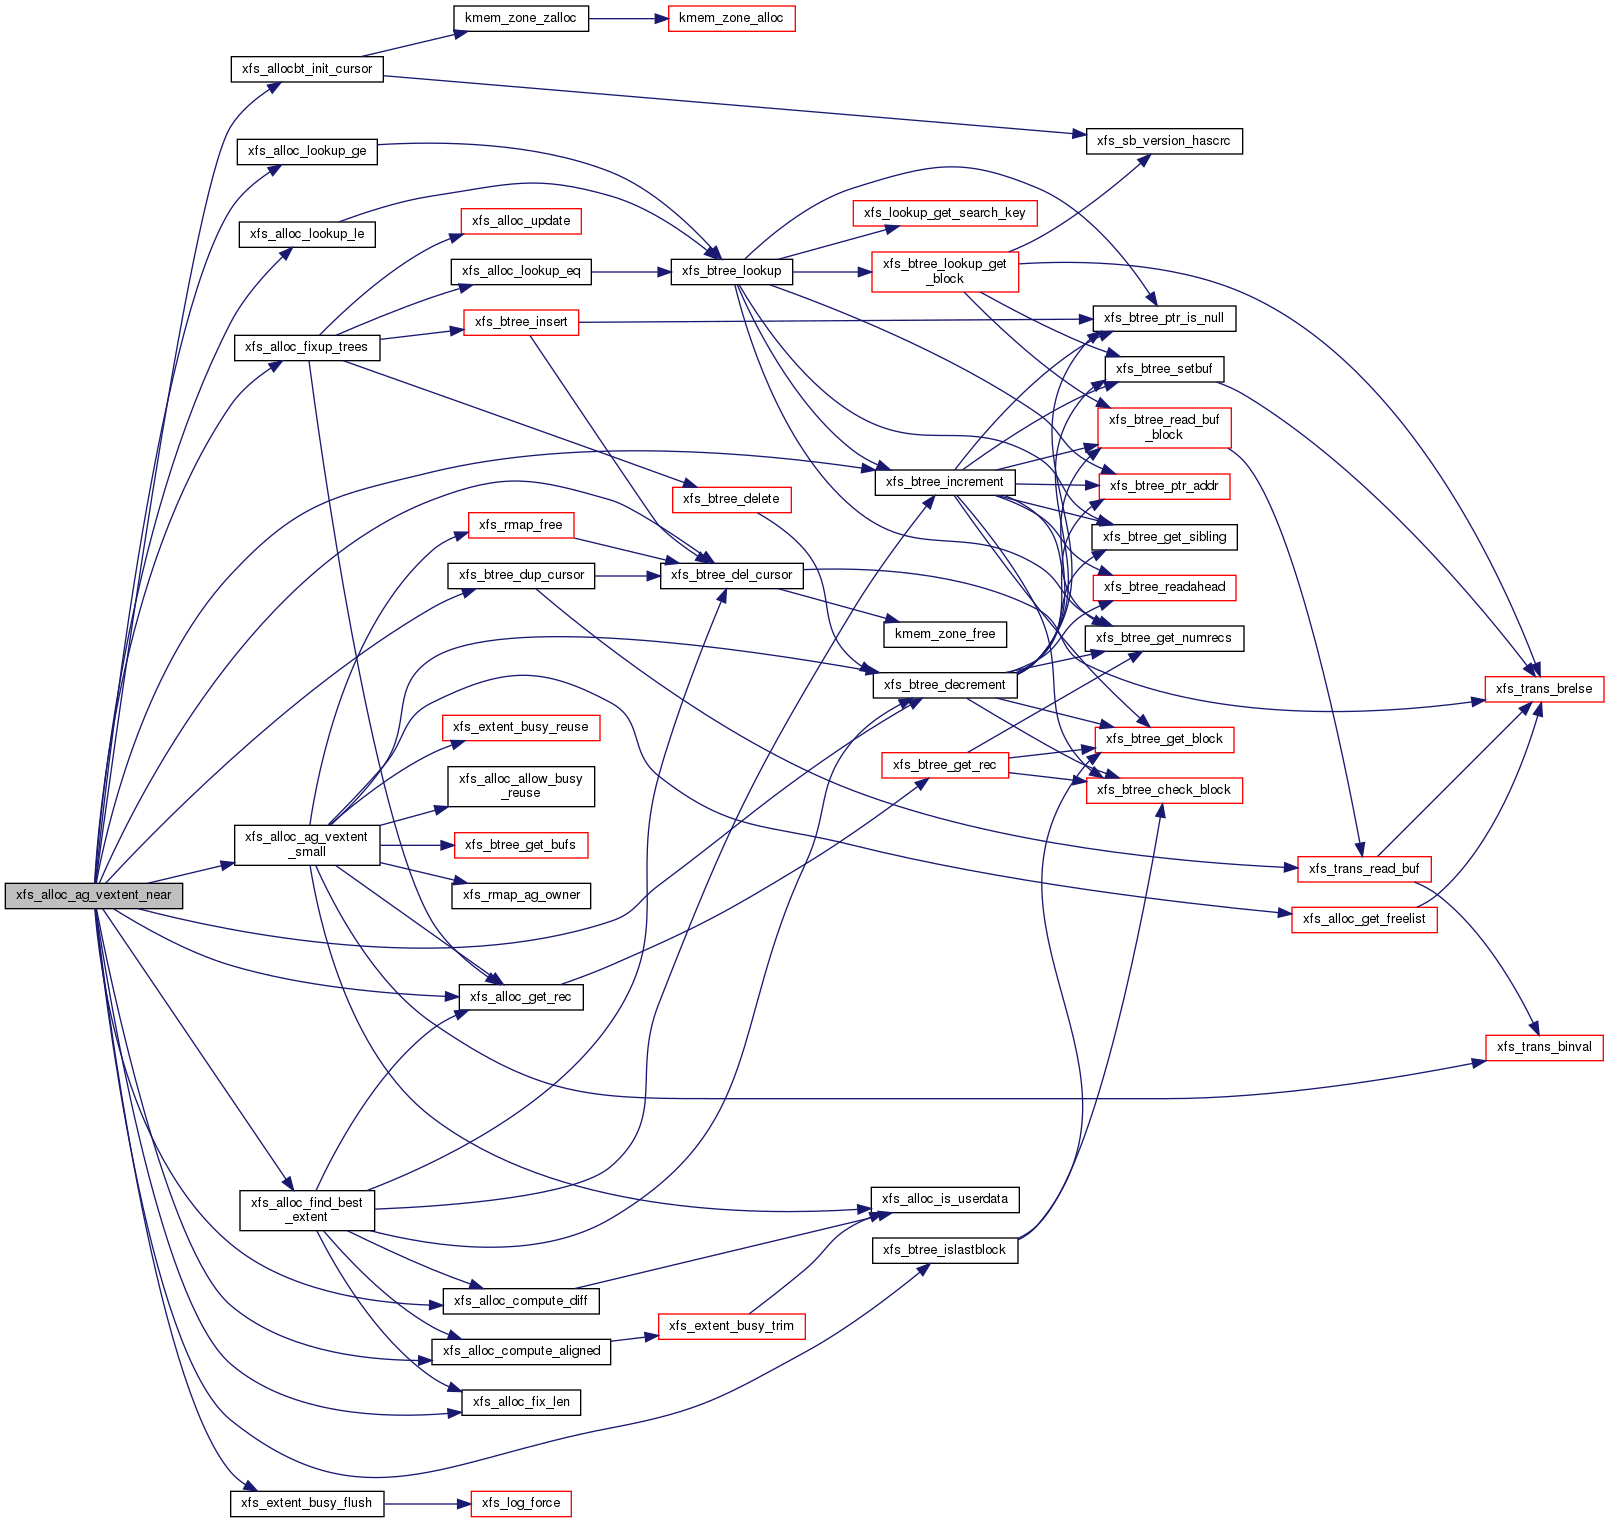 kmem_zone_zalloc
kmem_zone_alloc
xfs_allocbt_init_cursor
xfs_sb_version_hascrc
xfs_alloc_lookup_ge
xfs_alloc_lookup_le
xfs_alloc_update
xfs_lookup_get_search_key
xfs_alloc_lookup_eq
xfs_btree_lookup
xfs_btree_lookup_get
_block
xfs_btree_insert
xfs_btree_ptr_is_null
xfs_alloc_fixup_trees
xfs_btree_setbuf
xfs_btree_read_buf
_block
xfs_btree_increment
xfs_btree_ptr_addr
xfs_btree_delete
xfs_rmap_free
xfs_btree_get_sibling
xfs_btree_dup_cursor
xfs_btree_del_cursor
xfs_btree_readahead
kmem_zone_free
xfs_btree_get_numrecs
xfs_btree_decrement
xfs_trans_brelse
xfs_extent_busy_reuse
xfs_btree_get_block
xfs_btree_get_rec
xfs_alloc_allow_busy
_reuse
xfs_btree_check_block
xfs_alloc_ag_vextent
_small
xfs_btree_get_bufs
xfs_trans_read_buf
xfs_alloc_ag_vextent_near
xfs_rmap_ag_owner
xfs_alloc_get_freelist
xfs_alloc_get_rec
xfs_trans_binval
xfs_alloc_find_best
_extent
xfs_alloc_is_userdata
xfs_btree_islastblock
xfs_alloc_compute_diff
xfs_extent_busy_trim
xfs_alloc_compute_aligned
xfs_alloc_fix_len
xfs_extent_busy_flush
xfs_log_force